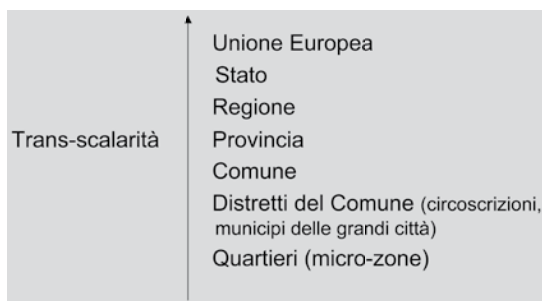 Unione Europea
Stato
Regione
Trans-scalarità
Provincia
Comune
Distretti del Comune (circoscrizioni,
municipi delle grandi città)
Quartieri (micro-zone)